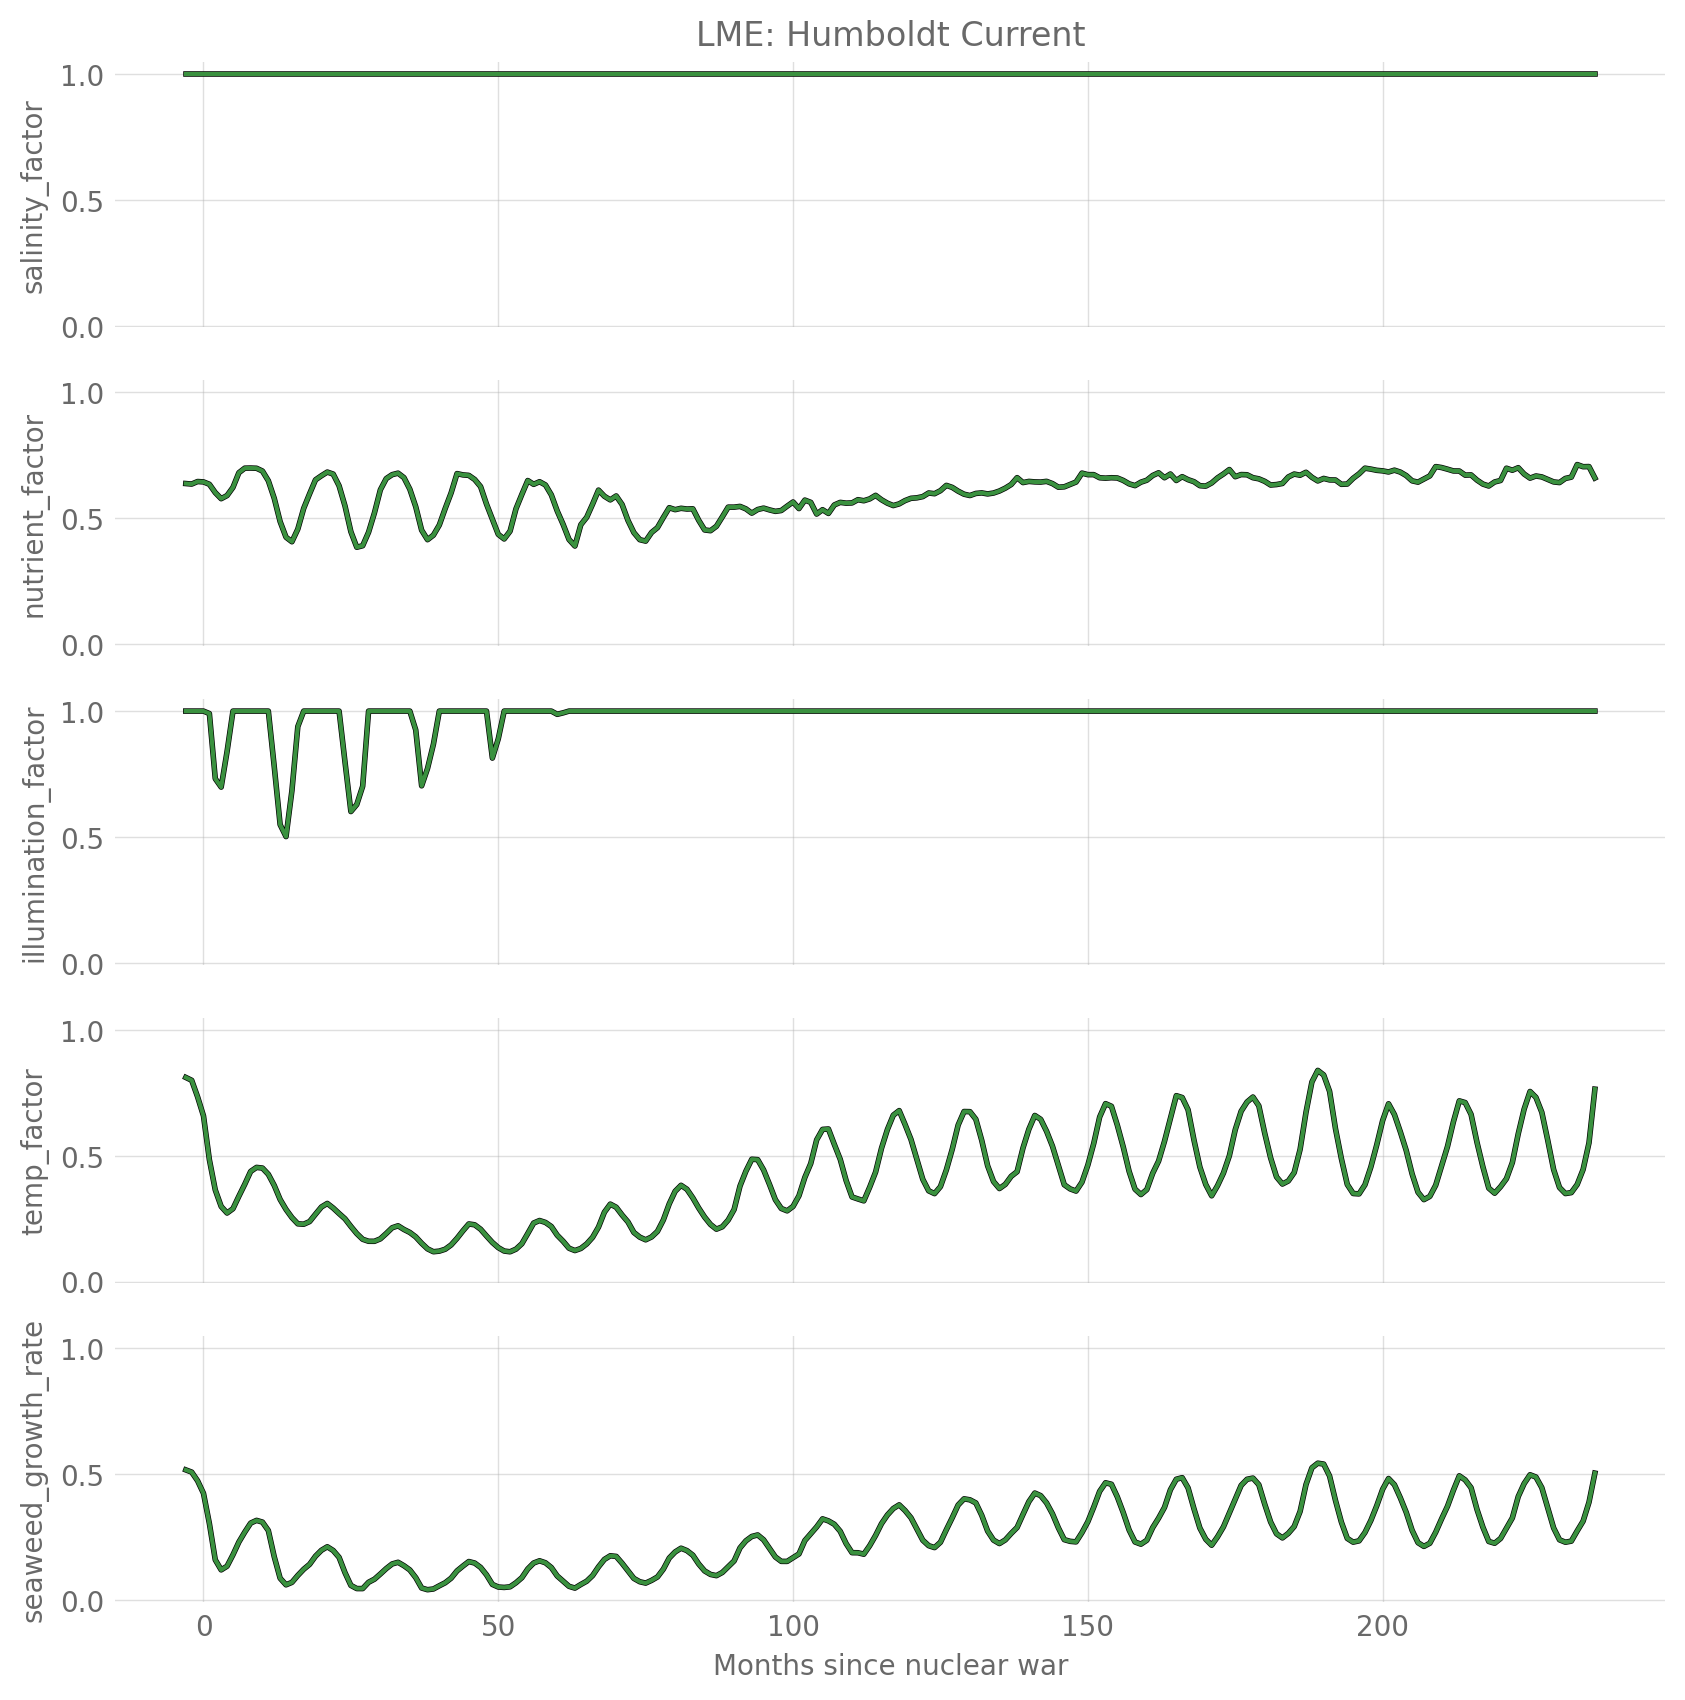 LME: Humboldt Current
1.0
0.5
0.0
salinity_factor
1.0
0.5
0.0
nutrient_factor
1.0
0.5
0.0
illumination_factor
1.0
0.5
0.0
temp_factor
1.0
0.5
0.0
seaweed_growth_rate
0 50 100 150 200
Months since nuclear war